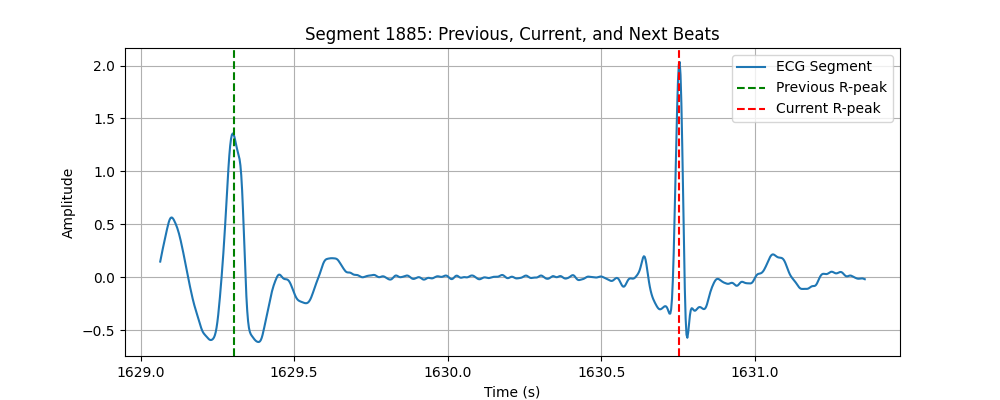 Segment 1885: Previous, Current, and Next Beats
ECG Segment
Previous R-peak
Current R-peak
Amplitude
2.0
1.5
1.0
0.5
0.0
−0.5
1629.0 1629.5 1630.0 1630.5 1631.0
Time (s)